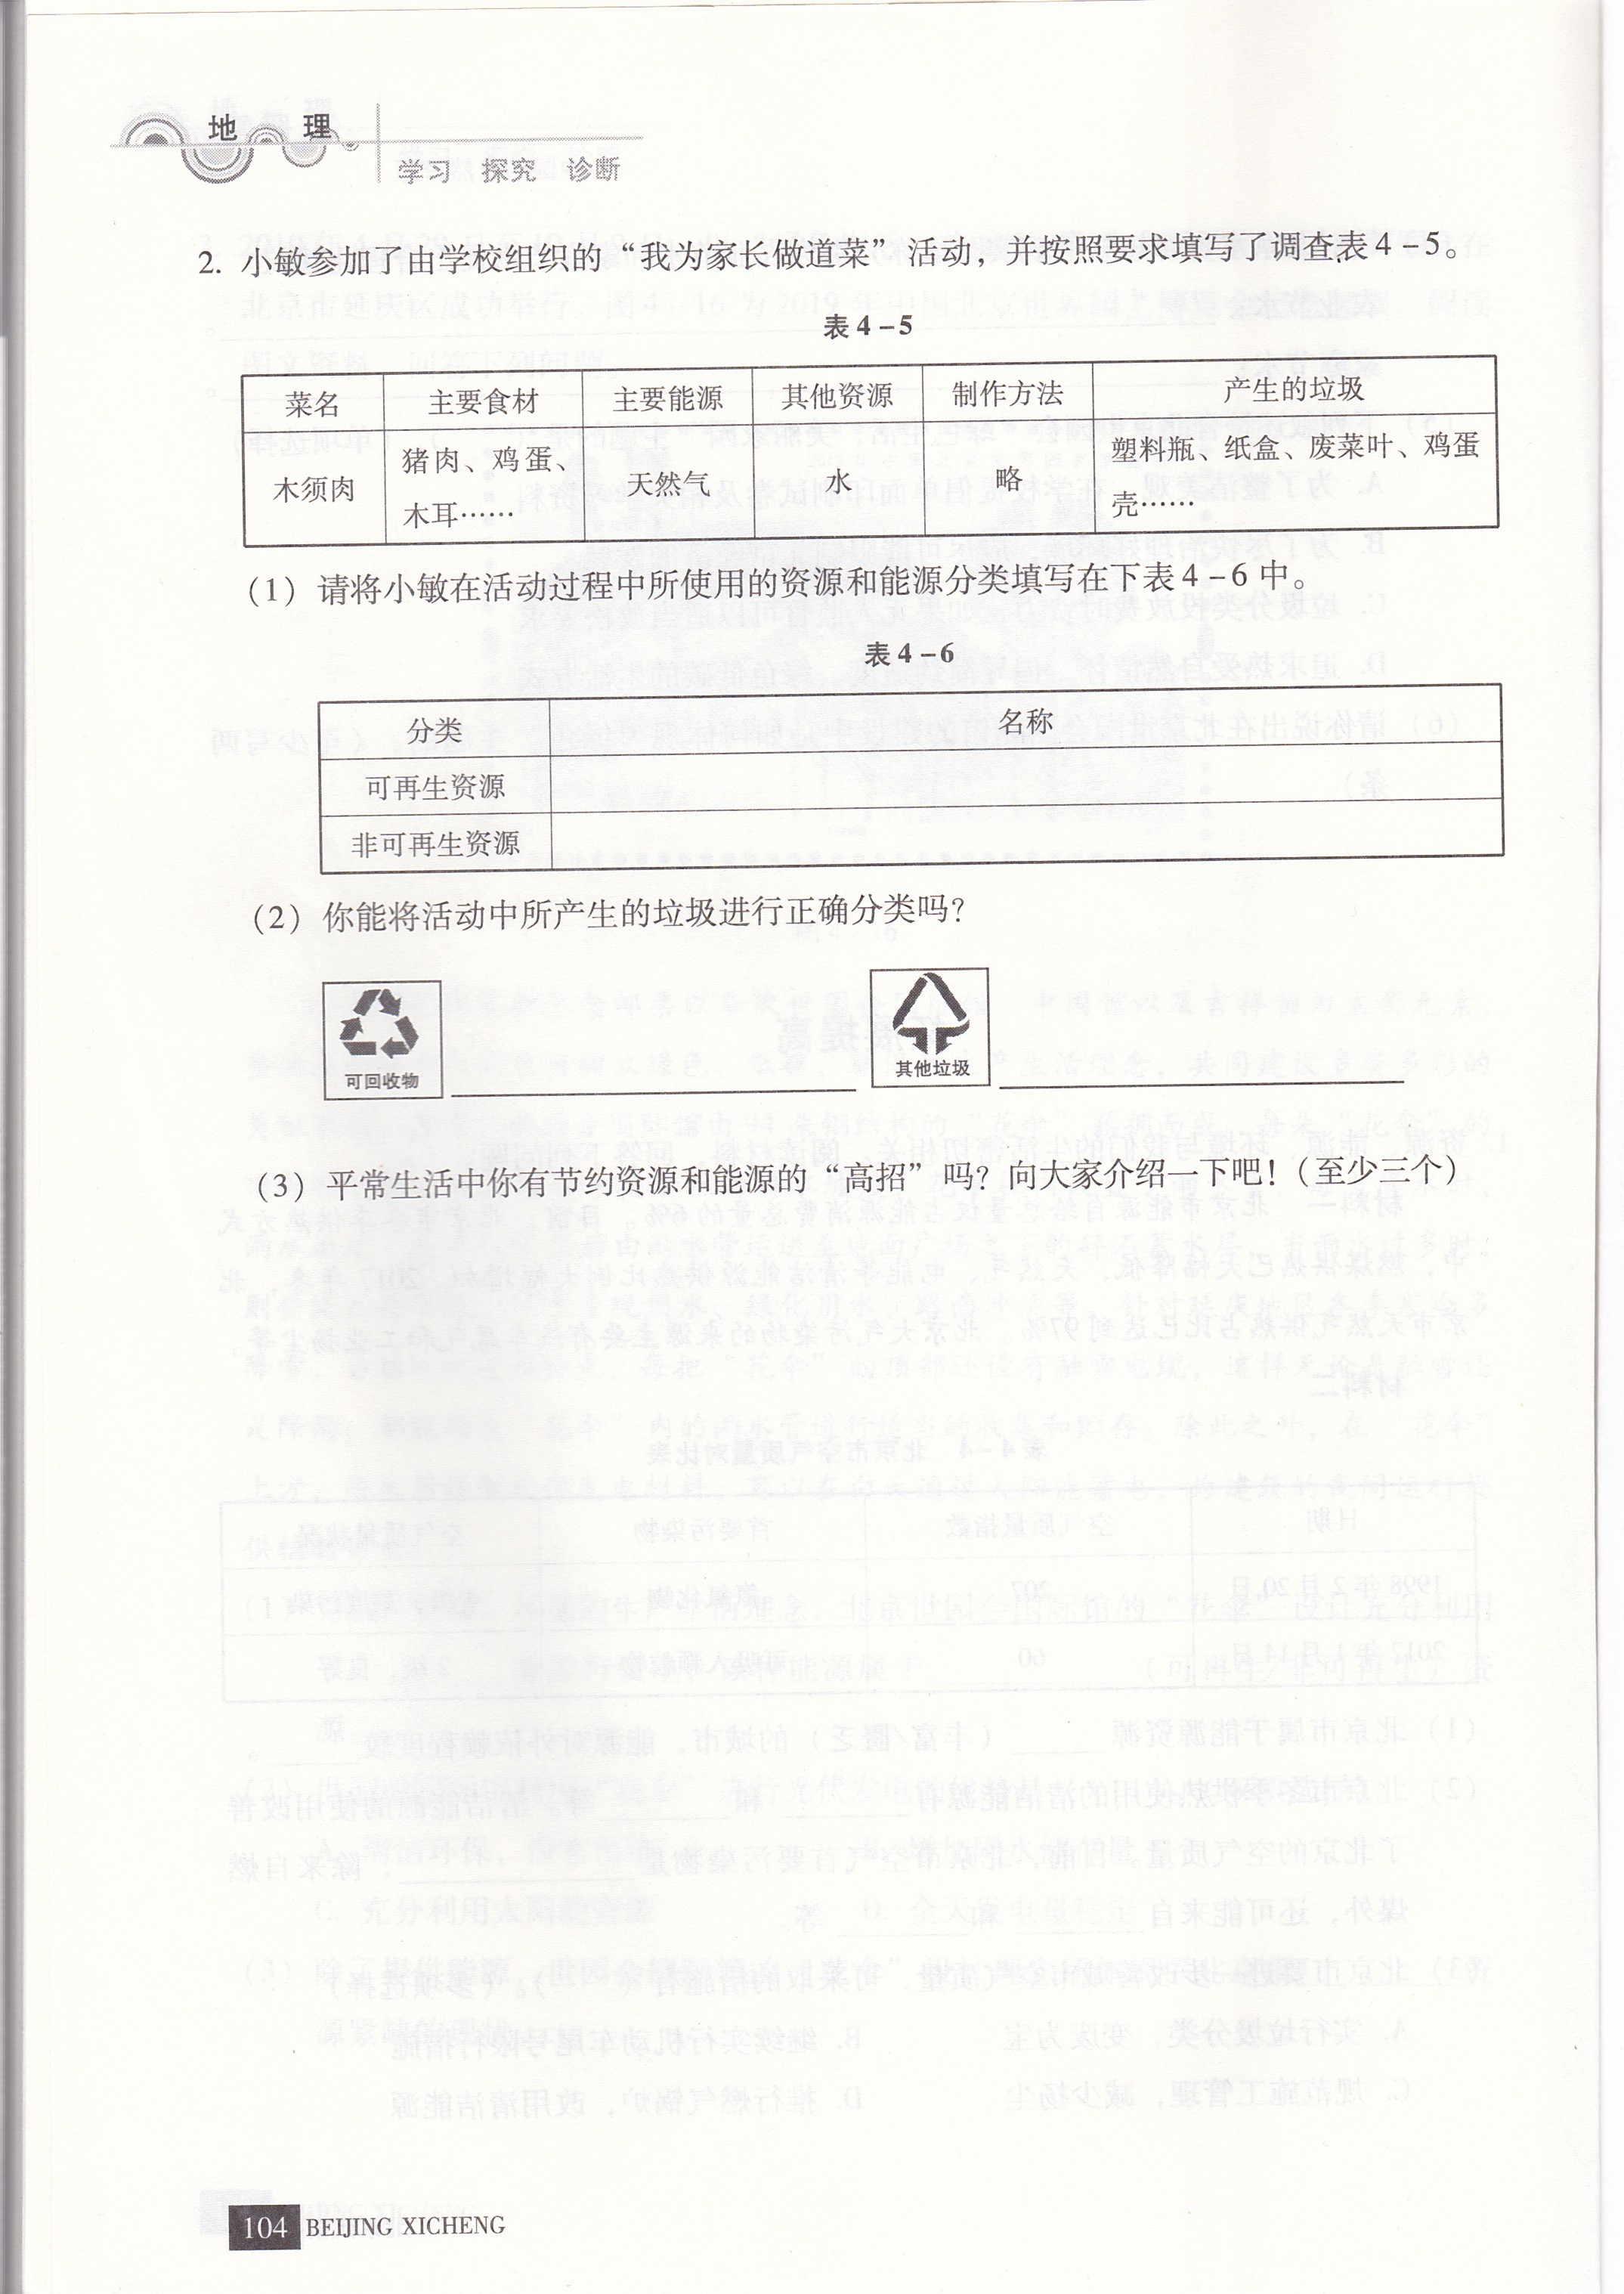 地 理
学习 探究 诊断
2. 小敏参加了由学校组织的“我为家长做道菜”活动，并按照要求填写了调查表4-5。
表4-5
菜名 主要食材 主要能源 其他资源 制作方法 产生的垃圾
木须肉 猪肉、鸡蛋、木耳…… 天然气 水 略 塑料瓶、纸盒、废菜叶、鸡蛋壳……
(1) 请将小敏在活动过程中所使用的资源和能源分类填写在下表4-6中。
表4-6
分类 名称
可再生资源
非可再生资源
(2) 你能将活动中所产生的垃圾进行正确分类吗?
可回收物 其他垃圾
(3) 平常生活中你有节约资源和能源的“高招”吗? 向大家介绍一下吧! (至少三个)
104 BEIJING XICHENG